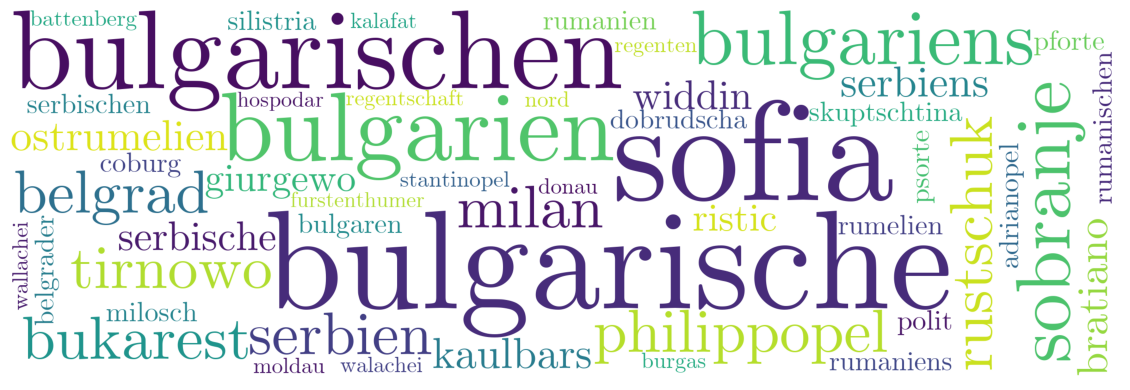 battenberg
silistria
kalafat
rumanien
bulgarischen
regenten
bulgariens
pforte
serbischen
hospodar
regentschaft
nord
widdin
serbiens
rumanischen
ostrumelien
bulgarien
dobrudscha
skuptschtina
sofia
coburg
giurgewo
stantinopel
donau
psorte
rustschuk
adrianopel
sobranje
belgrad
furstenthumer
milan
ristic
rumelien
wallachei
belgrader
serbische
bulgaren
tirnowo
bulgarische
bratiano
milosch
bukarest
serbien
kaulbars
philippopel
polit
moldau
walachei
burgas
rumaniens